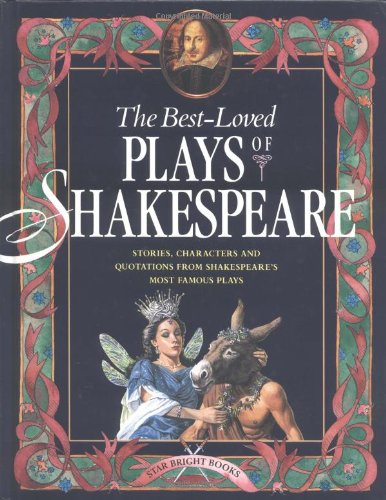 The Best-Loved
PLAYS OF
SHAKESPEARE
STORIES, CHARACTERS AND
QUOTATIONS FROM SHAKESPEARE'S
MOST FAMOUS PLAYS
STAR BRIGHT BOOKS